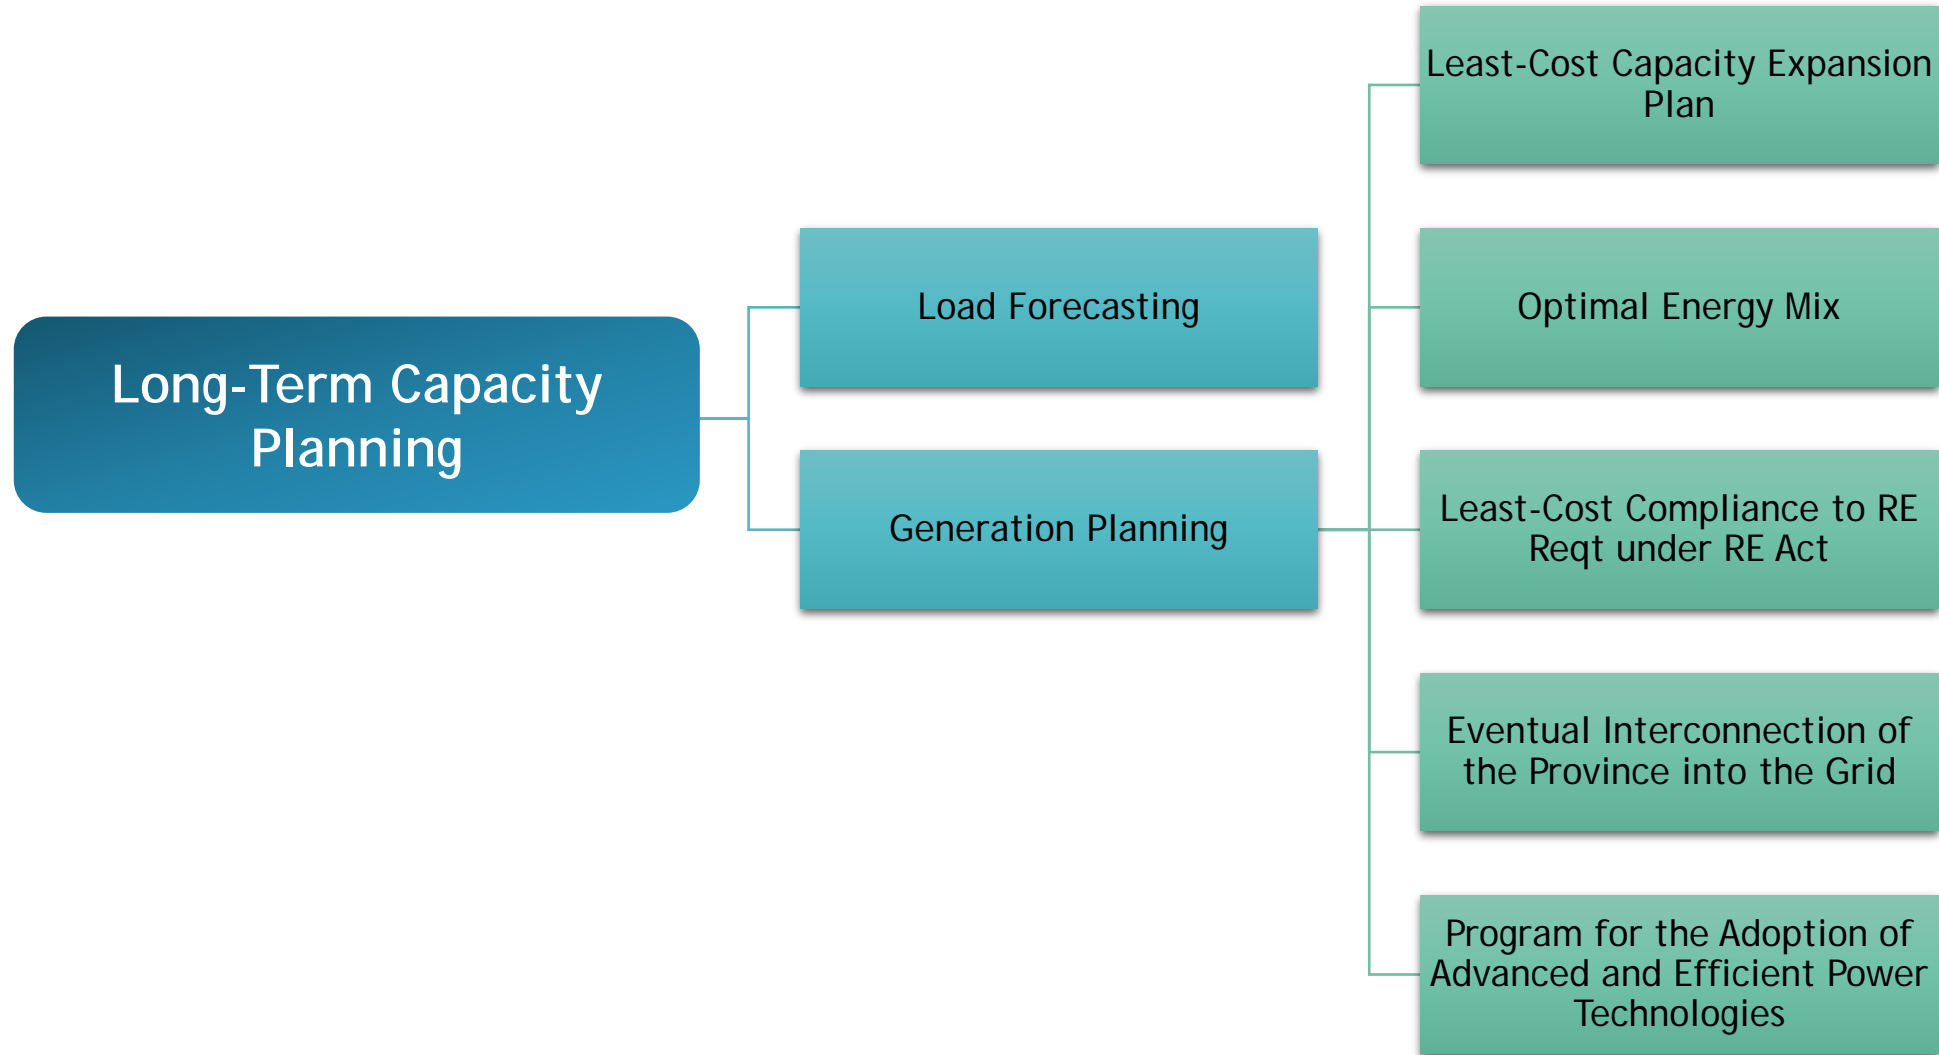 Long-Term Capacity
Planning
Load Forecasting
Generation Planning
Least-Cost Capacity Expansion
Plan
Optimal Energy Mix
Least-Cost Compliance to RE
Reqt under RE Act
Eventual Interconnection of
the Province into the Grid
Program for the Adoption of
Advanced and Efficient Power
Technologies